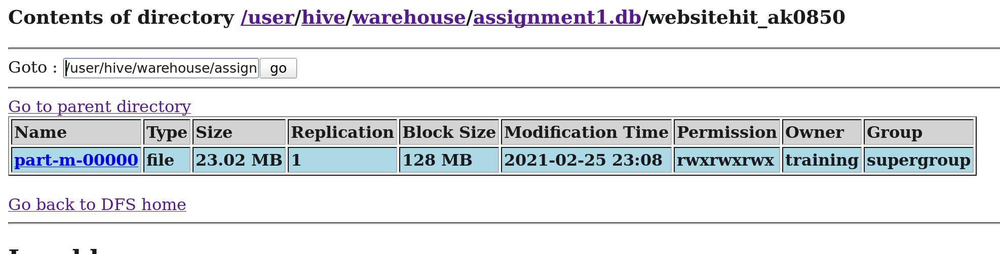 Contents of directory /user/hive/warehouse/assignment1.db/websitehit_ak0850
Goto : /user/hive/warehouse/assign go
Go to parent directory
Name Type Size Replication Block Size Modification Time Permission Owner Group
part-m-00000 file 23.02 MB 1 128 MB 2021-02-25 23:08 rwxrwxrwx training supergroup
Go back to DFS home